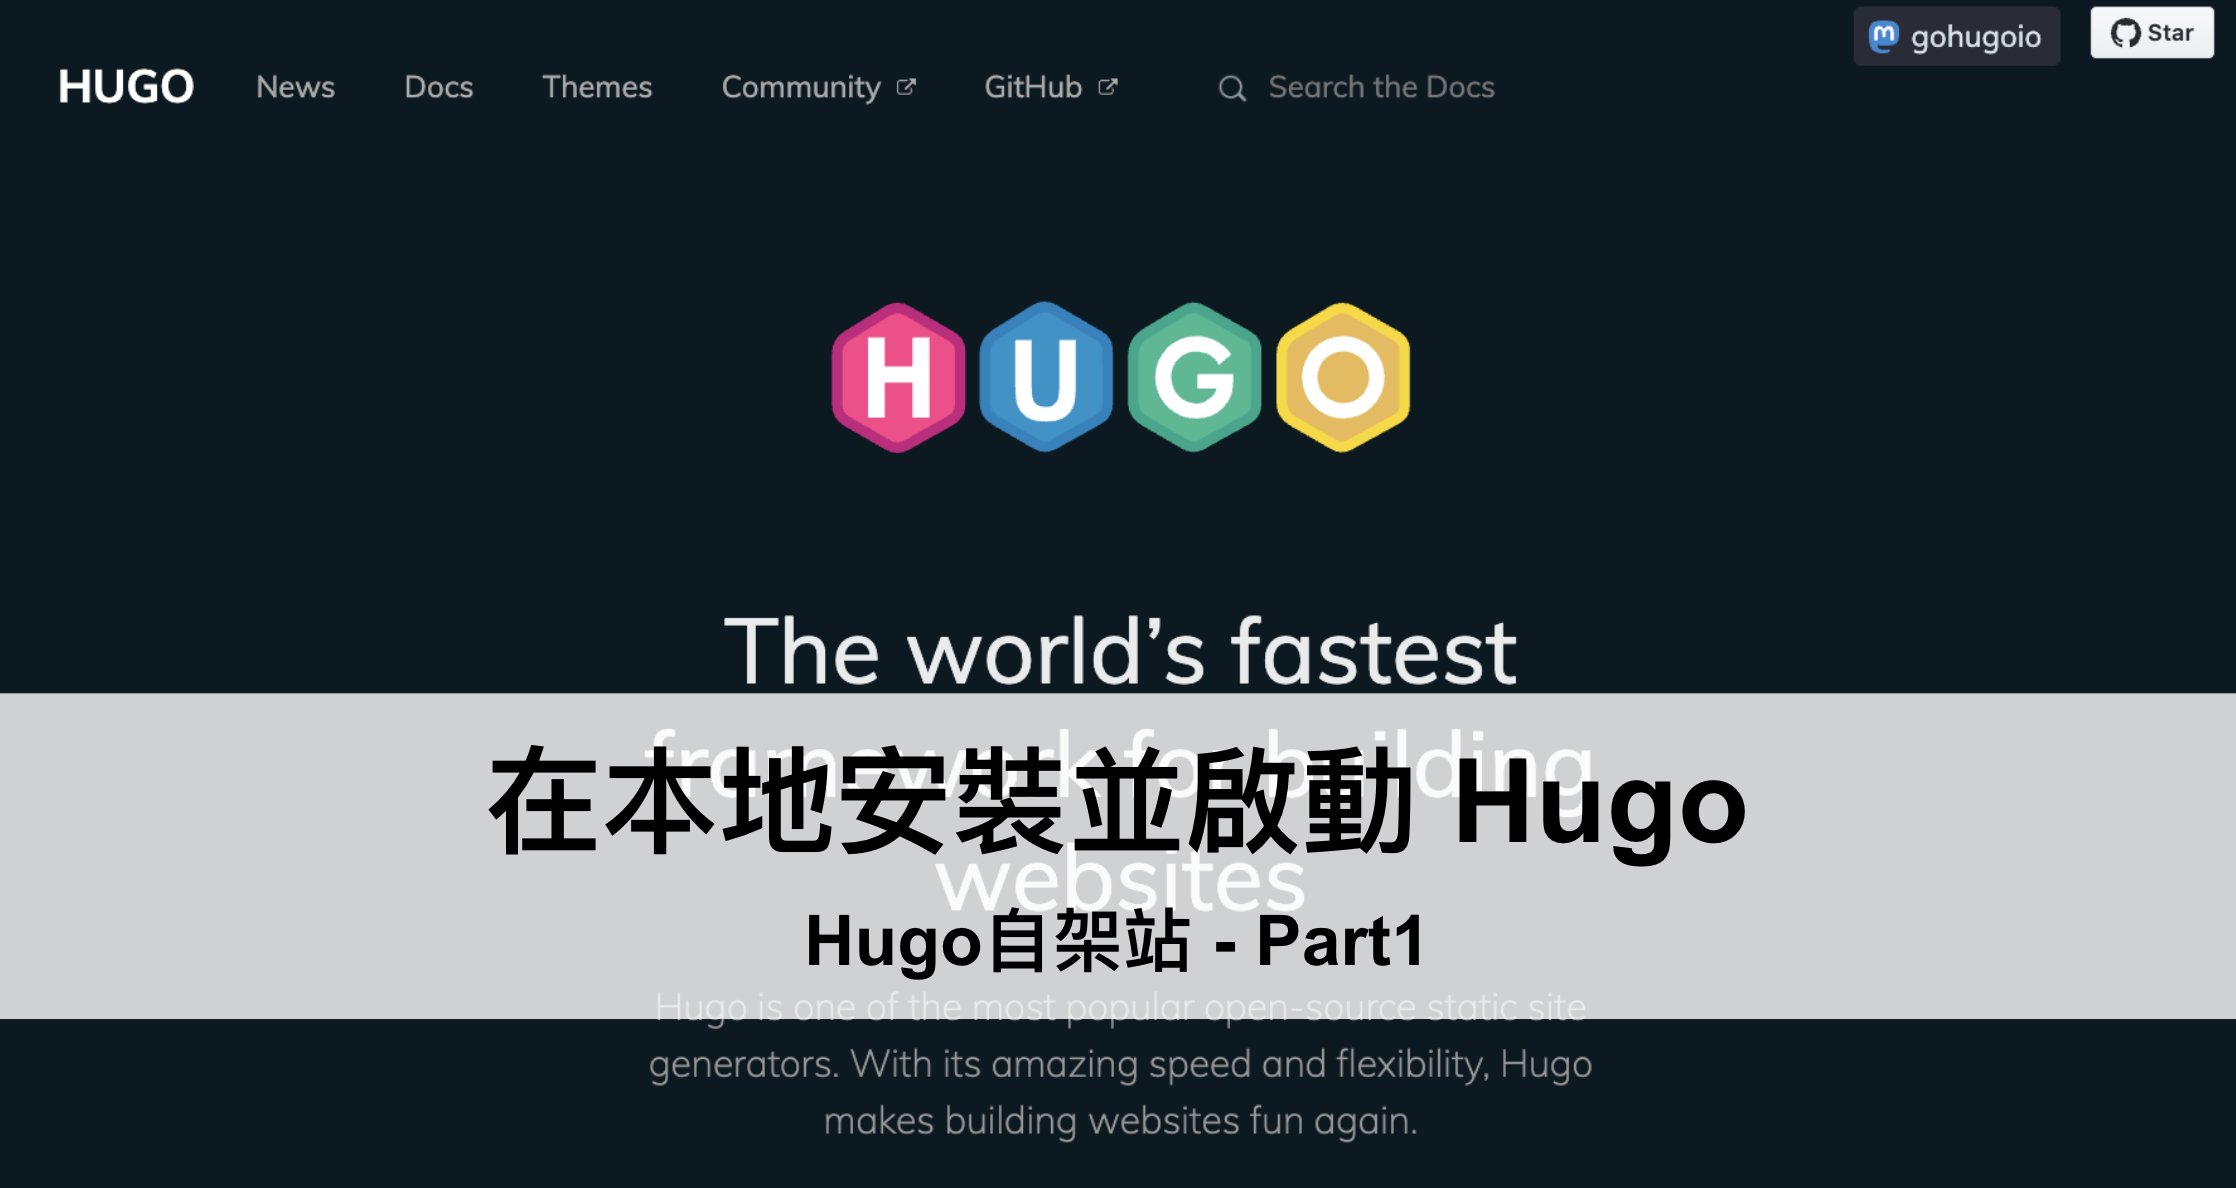 gohugoio
Star
HUGO News Docs Themes Community GitHub Search the Docs
HUGO
The world's fastest
framework for building
websites
在本地安裝並啟動 Hugo
Hugo自架站 - Part1
Hugo is one of the most popular open-source static site
generators. With its amazing speed and flexibility, Hugo
makes building websites fun again.